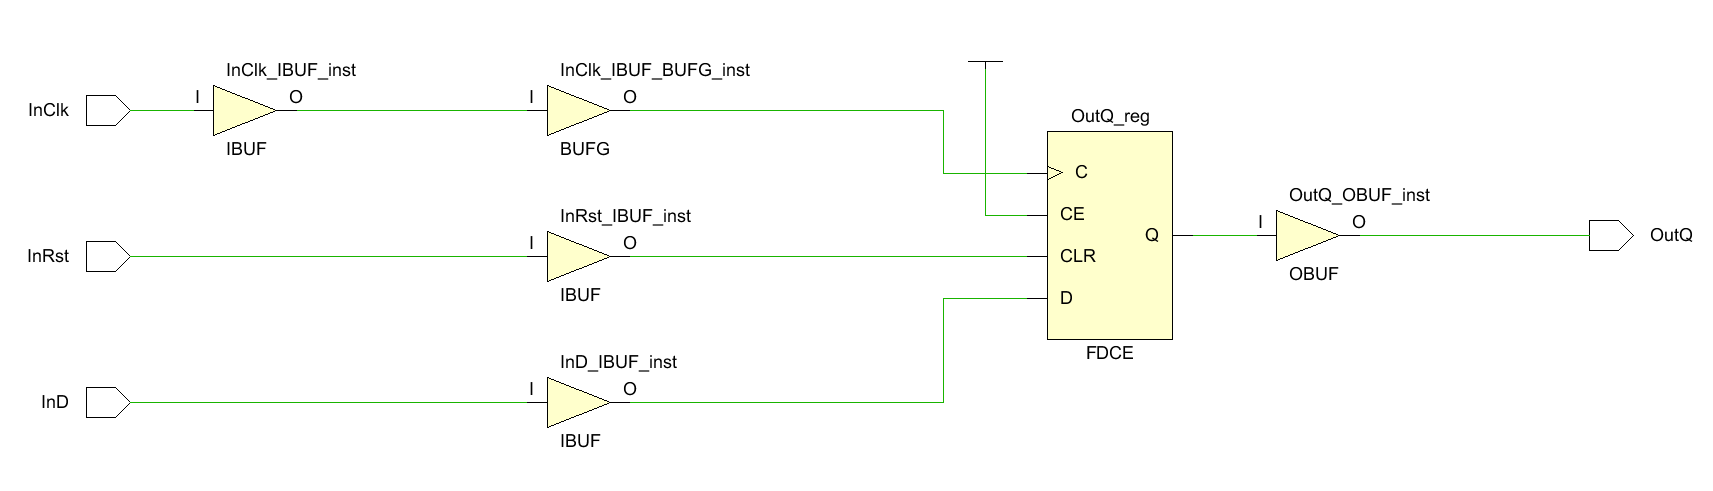 InClk_IBUF_inst
InClk_IBUF_BUFG_inst
I
O
I
O
InClk
OutQ_reg
IBUF
BUFG
C
OutQ_OBUF_inst
InRst_IBUF_inst
CE
I
O
I
O
Q
OutQ
InRst
CLR
OBUF
IBUF
D
FDCE
InD_IBUF_inst
I
O
InD
IBUF